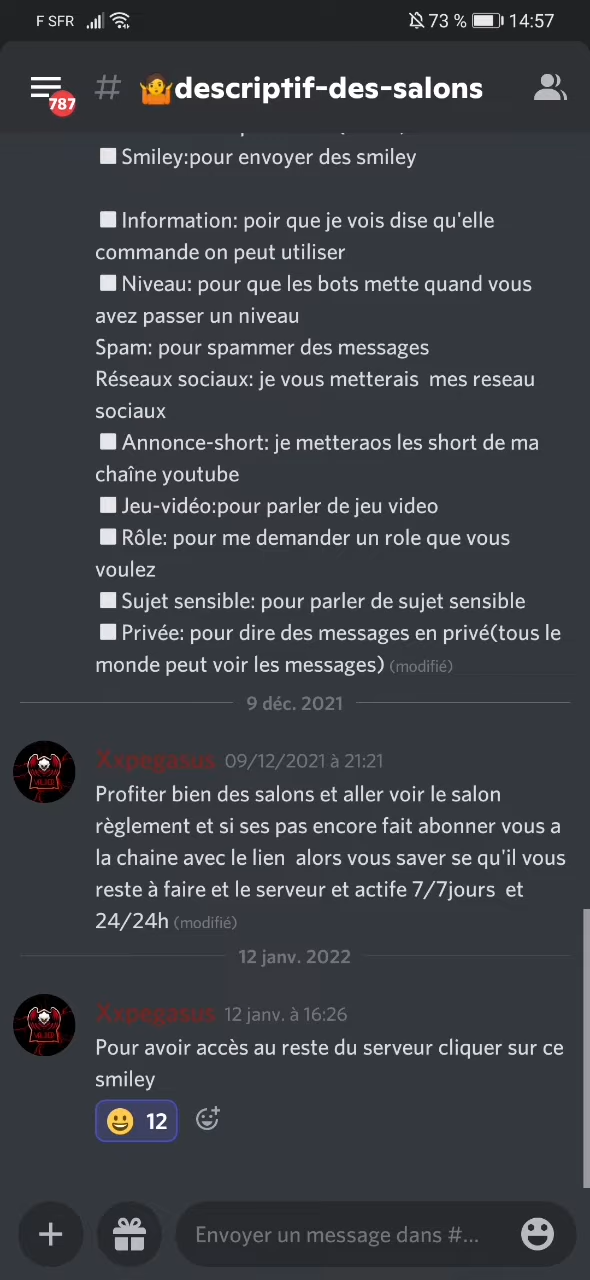 F SFR 73 % 14:57
787 # 🤷descriptif-des-salons
Smiley:pour envoyer des smiley
Information: poir que je vois dise qu'elle
commande on peut utiliser
Niveau: pour que les bots mette quand vous
avez passer un niveau
Spam: pour spammer des messages
Réseaux sociaux: je vous metterais  mes reseau
sociaux
Annonce-short: je metteraos les short de ma
chaîne youtube
Jeu-vidéo:pour parler de jeu video
Rôle: pour me demander un role que vous
voulez
Sujet sensible: pour parler de sujet sensible
Privée: pour dire des messages en privé(tous le
monde peut voir les messages) (modifié)
9 déc. 2021
Xxpegasus 09/12/2021 à 21:21
Profiter bien des salons et aller voir le salon
règlement et si ses pas encore fait abonner vous a
la chaine avec le lien  alors vous saver se qu'il vous
reste à faire et le serveur et actife 7/7jours  et
24/24h (modifié)
12 janv. 2022
Xxpegasus 12 janv. à 16:26
Pour avoir accès au reste du serveur cliquer sur ce
smiley
😀 12
Envoyer un message dans #...